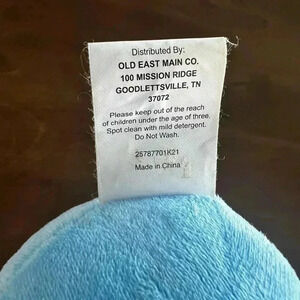 Distributed By:
OLD EAST MAIN CO.
100 MISSION RIDGE
GOODLETTSVILLE, TN
37072
Please keep out of the reach
of children under the age of three.
Spot clean with mild detergent.
Do Not Wash.
25787701K21
Made in China